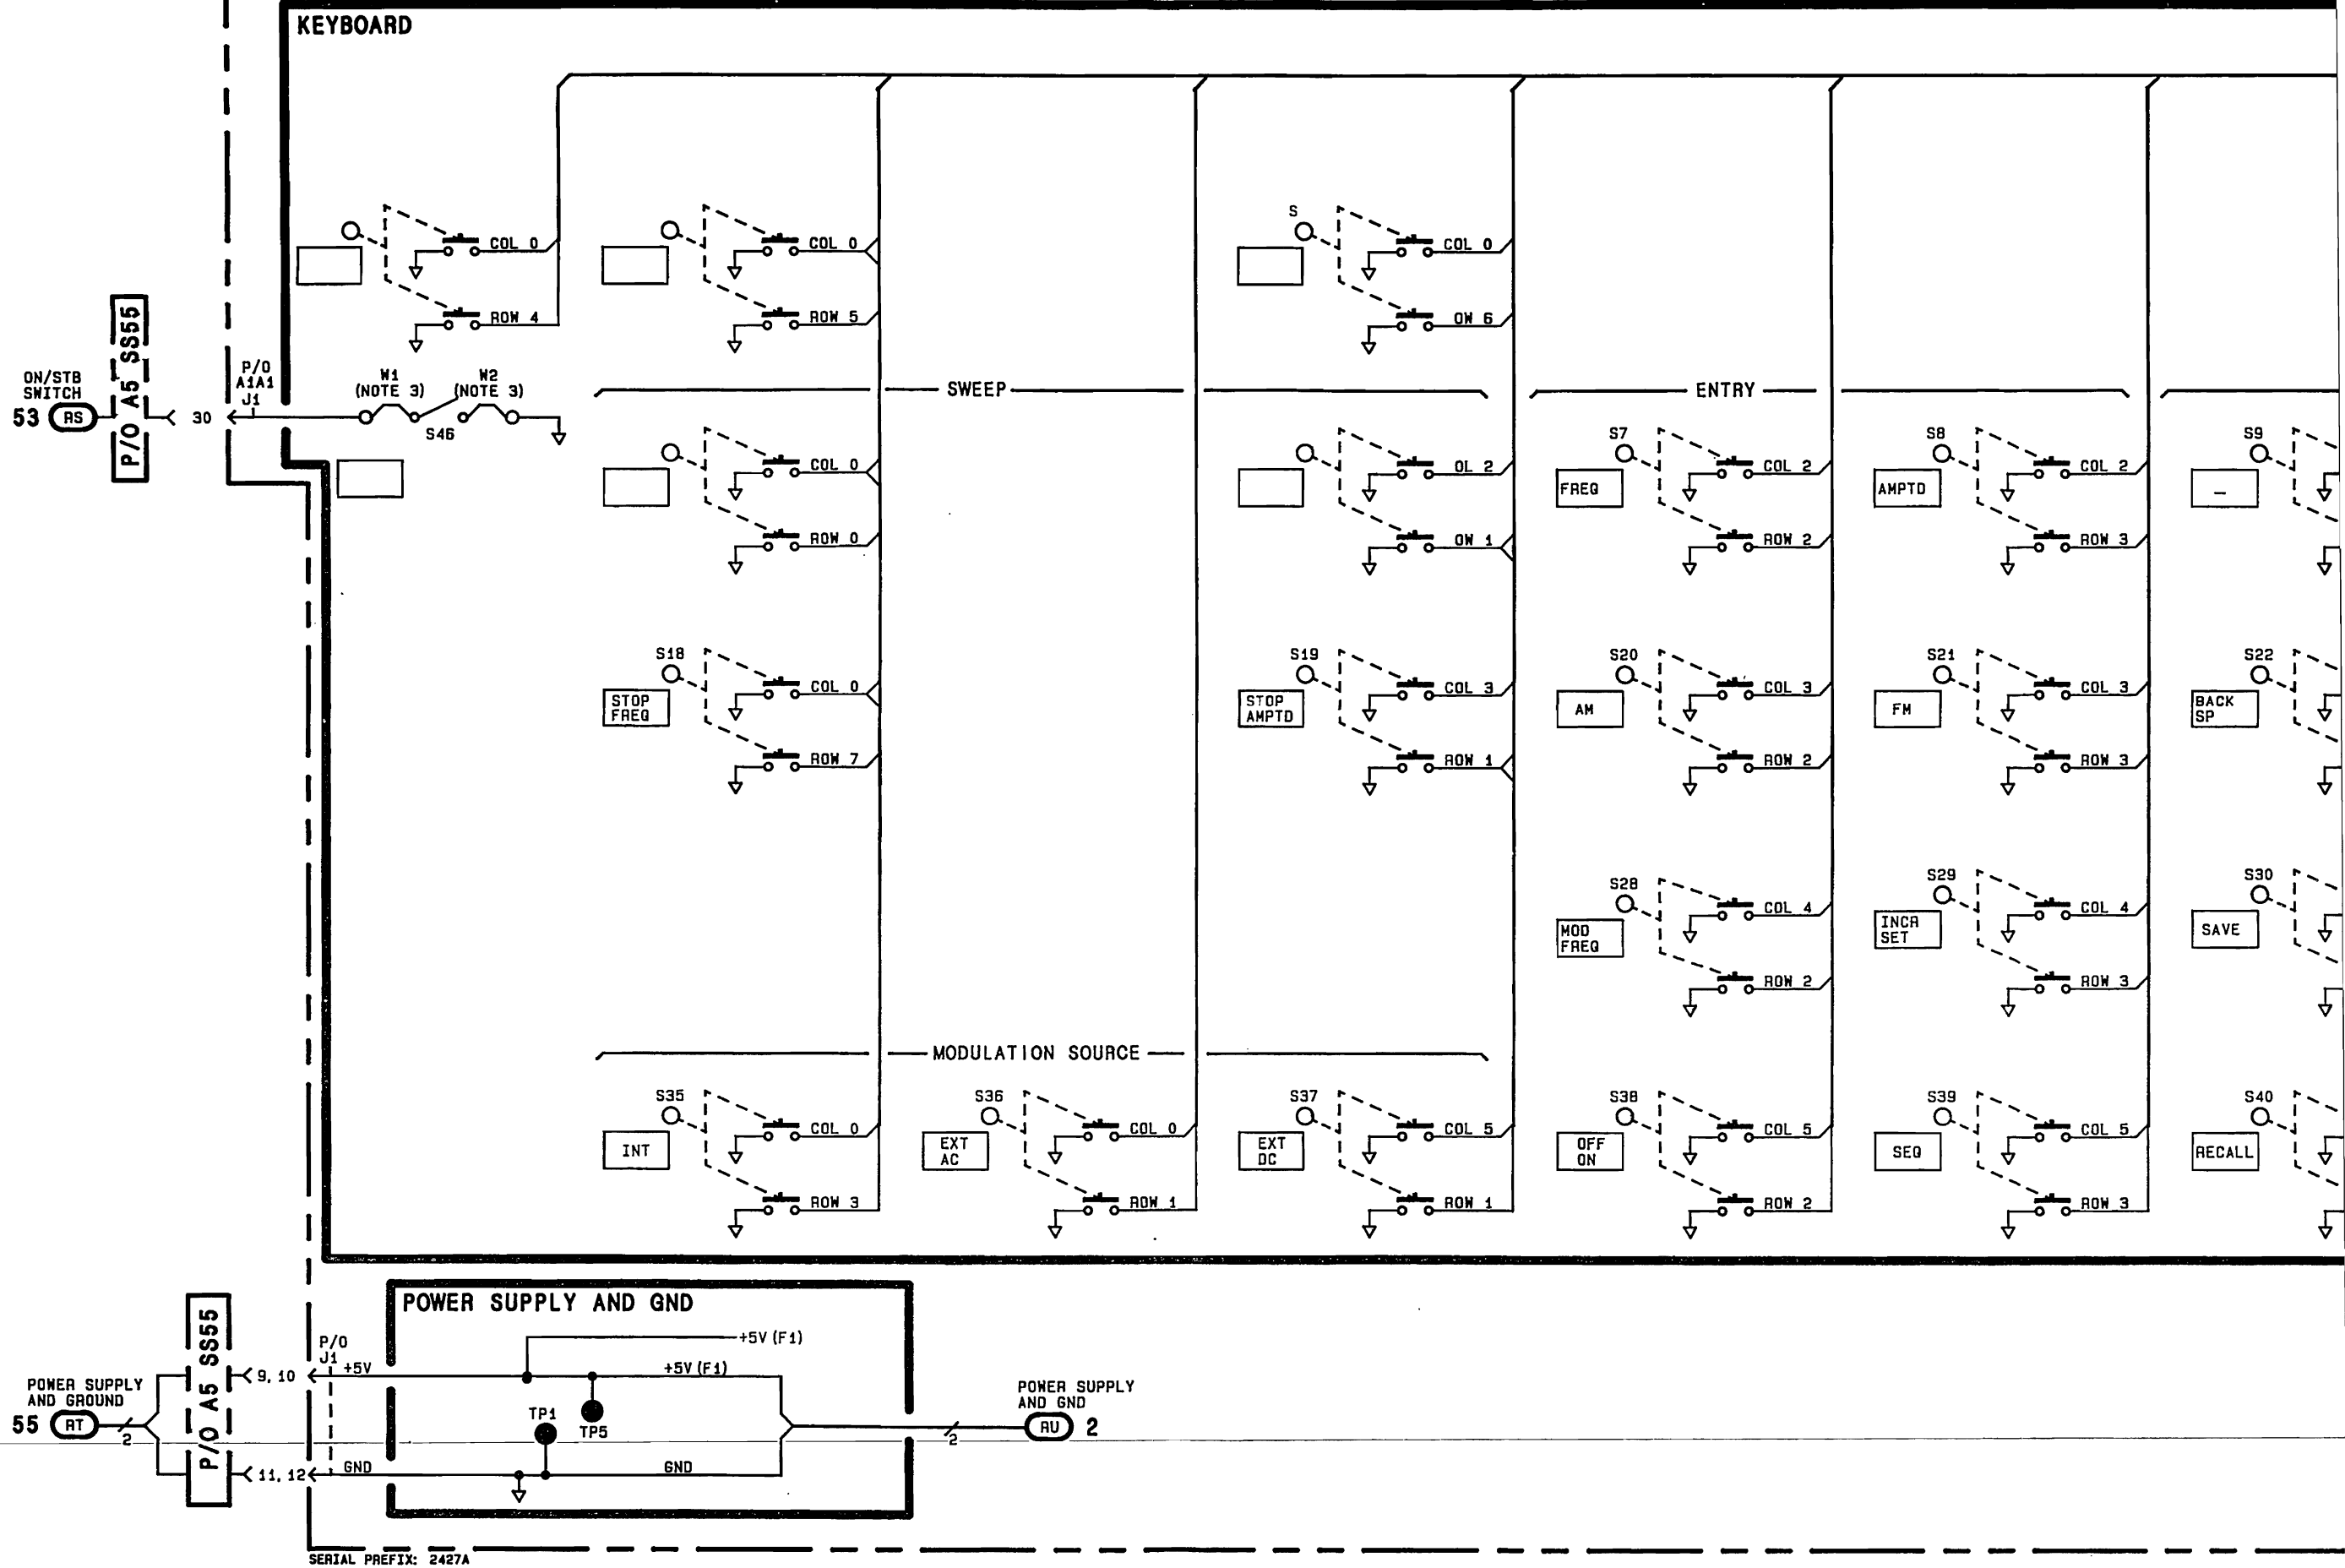 KEYBOARD
COL 0
ROW 4
COL 0
ROW 5
S
COL 0
OW 6
ON/STB
SWITCH
53 RS
P/O A5 SS55
30
P/O
A1A1
J1
W1
(NOTE 3)
W2
(NOTE 3)
S46
SWEEP
ENTRY
COL 0
ROW 0
OL 2
OW 1
S7
FREQ
COL 2
ROW 2
S8
AMPTD
COL 2
ROW 3
S9
–
S18
STOP
FREQ
COL 0
ROW 7
S19
STOP
AMPTD
COL 3
ROW 1
S20
AM
COL 3
ROW 2
S21
FM
COL 3
ROW 3
S22
BACK
SP
S28
MOD
FREQ
COL 4
ROW 2
S29
INCR
SET
COL 4
ROW 3
S30
SAVE
MODULATION SOURCE
S35
INT
COL 0
ROW 3
S36
EXT
AC
COL 0
ROW 1
S37
EXT
DC
COL 5
ROW 1
S38
OFF
ON
COL 5
ROW 2
S39
SEQ
COL 5
ROW 3
S40
RECALL
POWER SUPPLY AND GND
POWER SUPPLY
AND GROUND
55 RT
2
P/O A5 SS55
9, 10
11, 12
P/O
J1
+5V
GND
+5V (F1)
+5V (F1)
TP1
TP5
GND
2
POWER SUPPLY
AND GND
RU 2
SERIAL PREFIX: 2427A